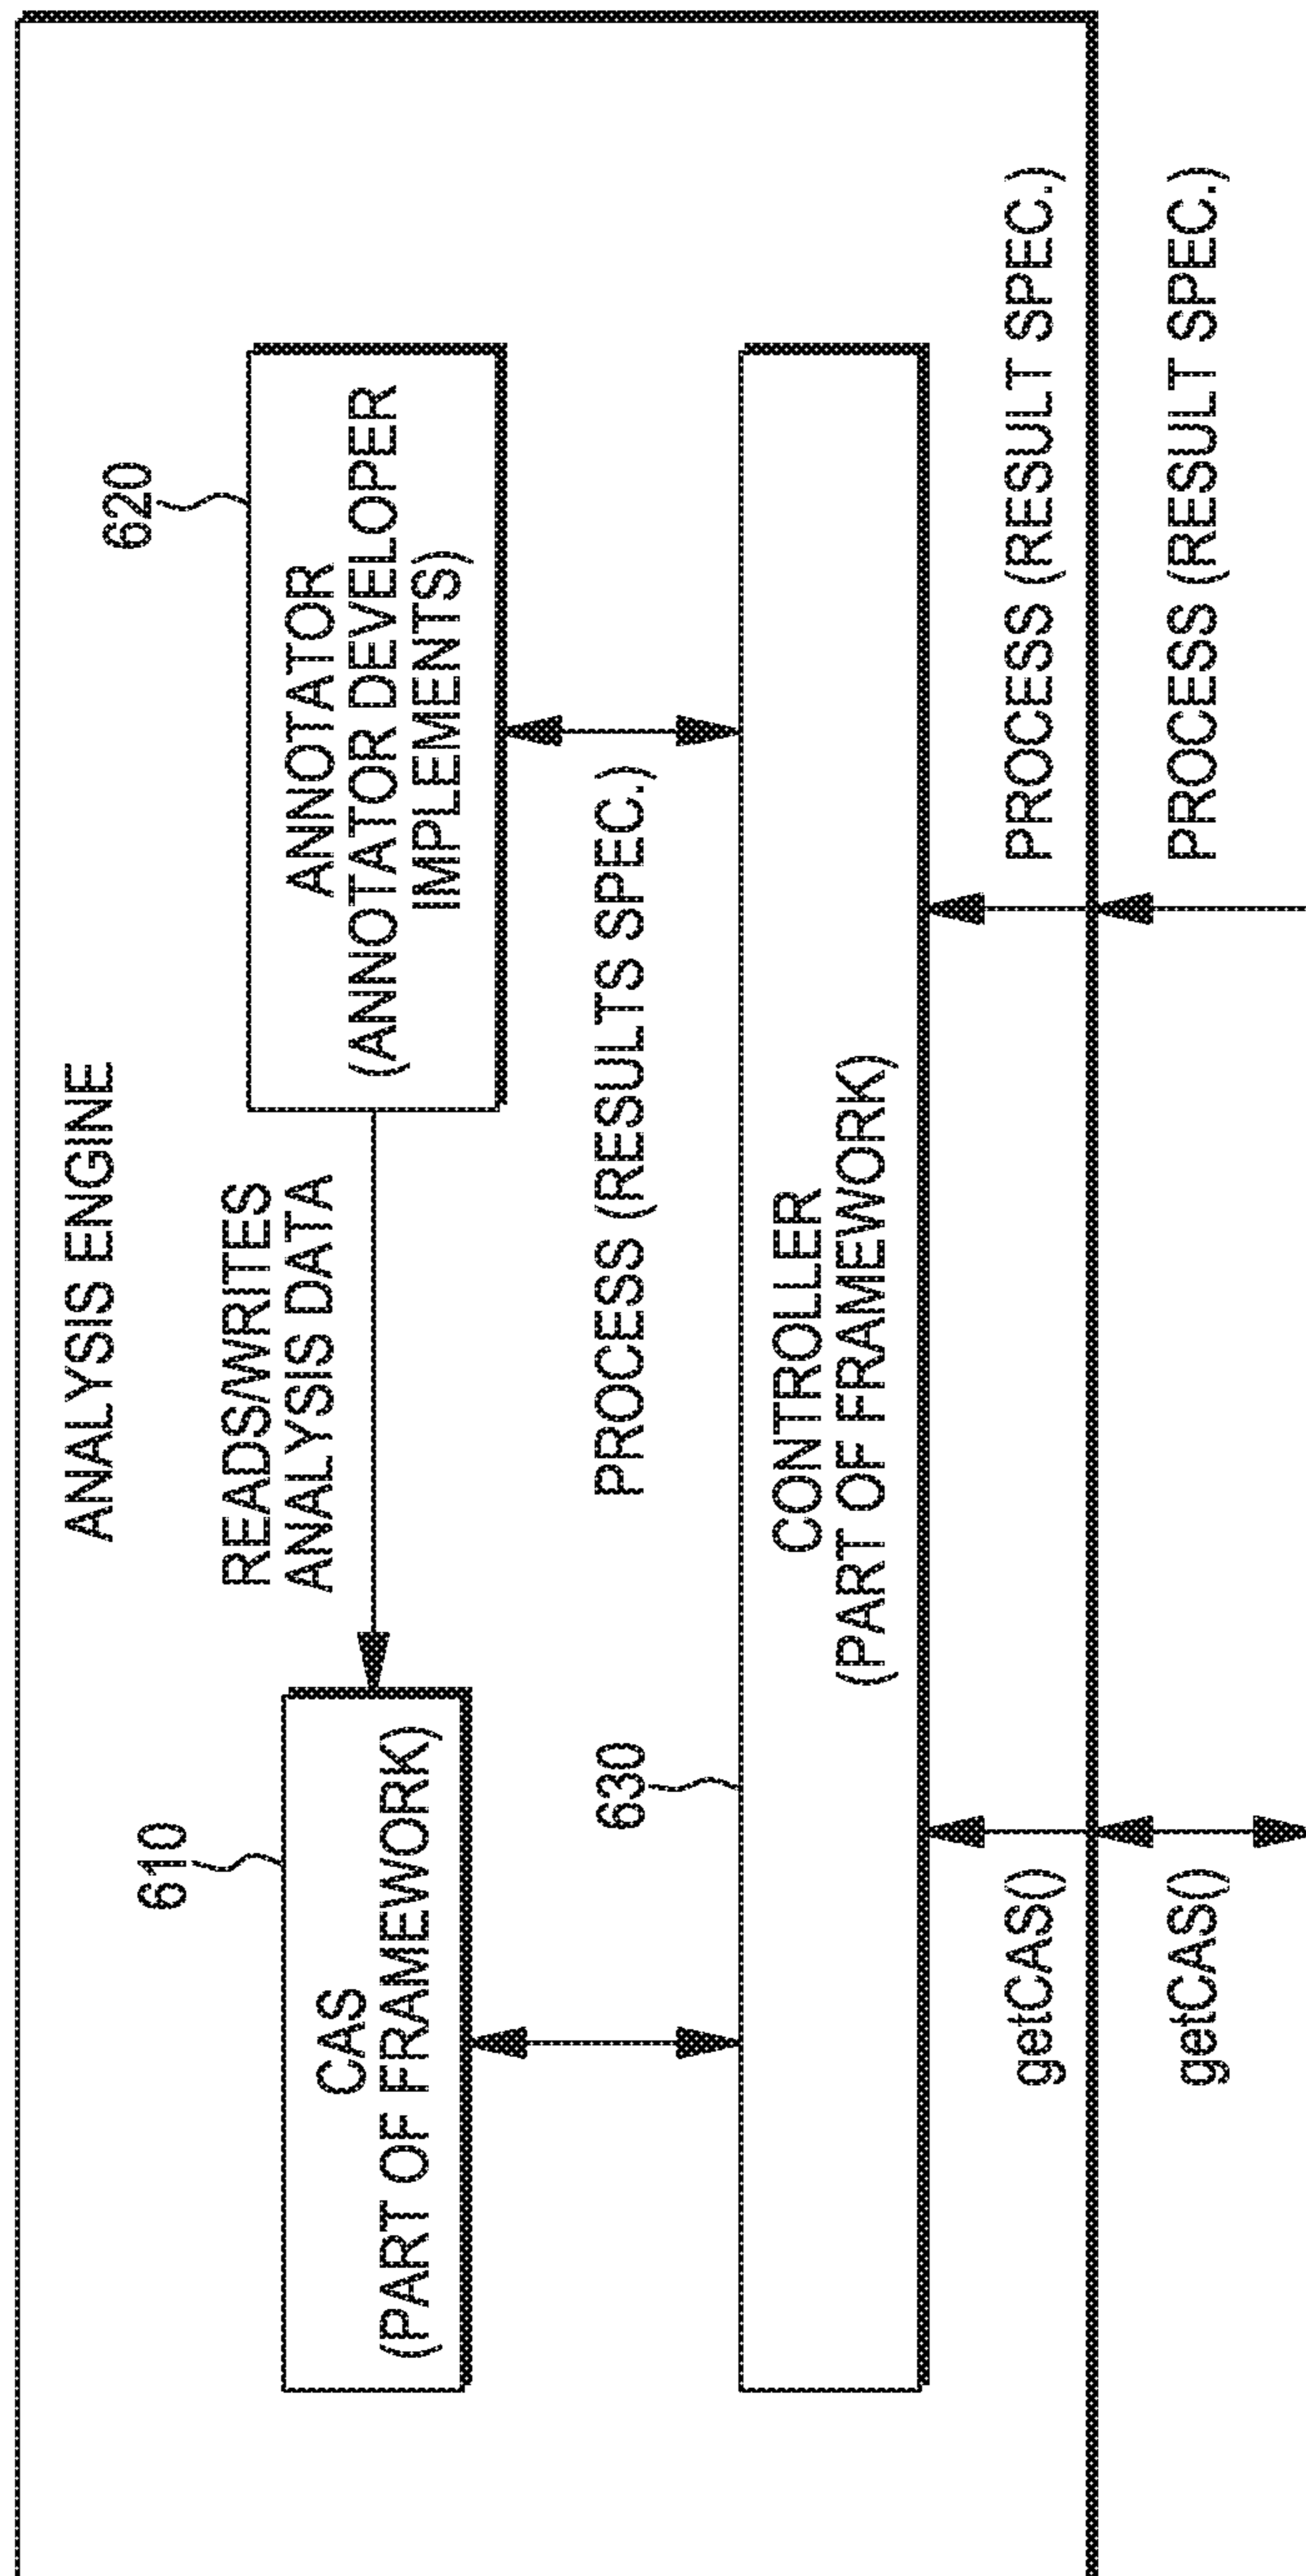 ANALYSIS ENGINE
610
CAS
(PART OF FRAMEWORK)
READS/WRITES
ANALYSIS DATA
620
ANNOTATOR
(ANNOTATOR DEVELOPER
IMPLEMENTS)
630
PROCESS (RESULTS SPEC.)
CONTROLLER
(PART OF FRAMEWORK)
getCAS()
PROCESS (RESULT SPEC.)
getCAS()
PROCESS (RESULT SPEC.)